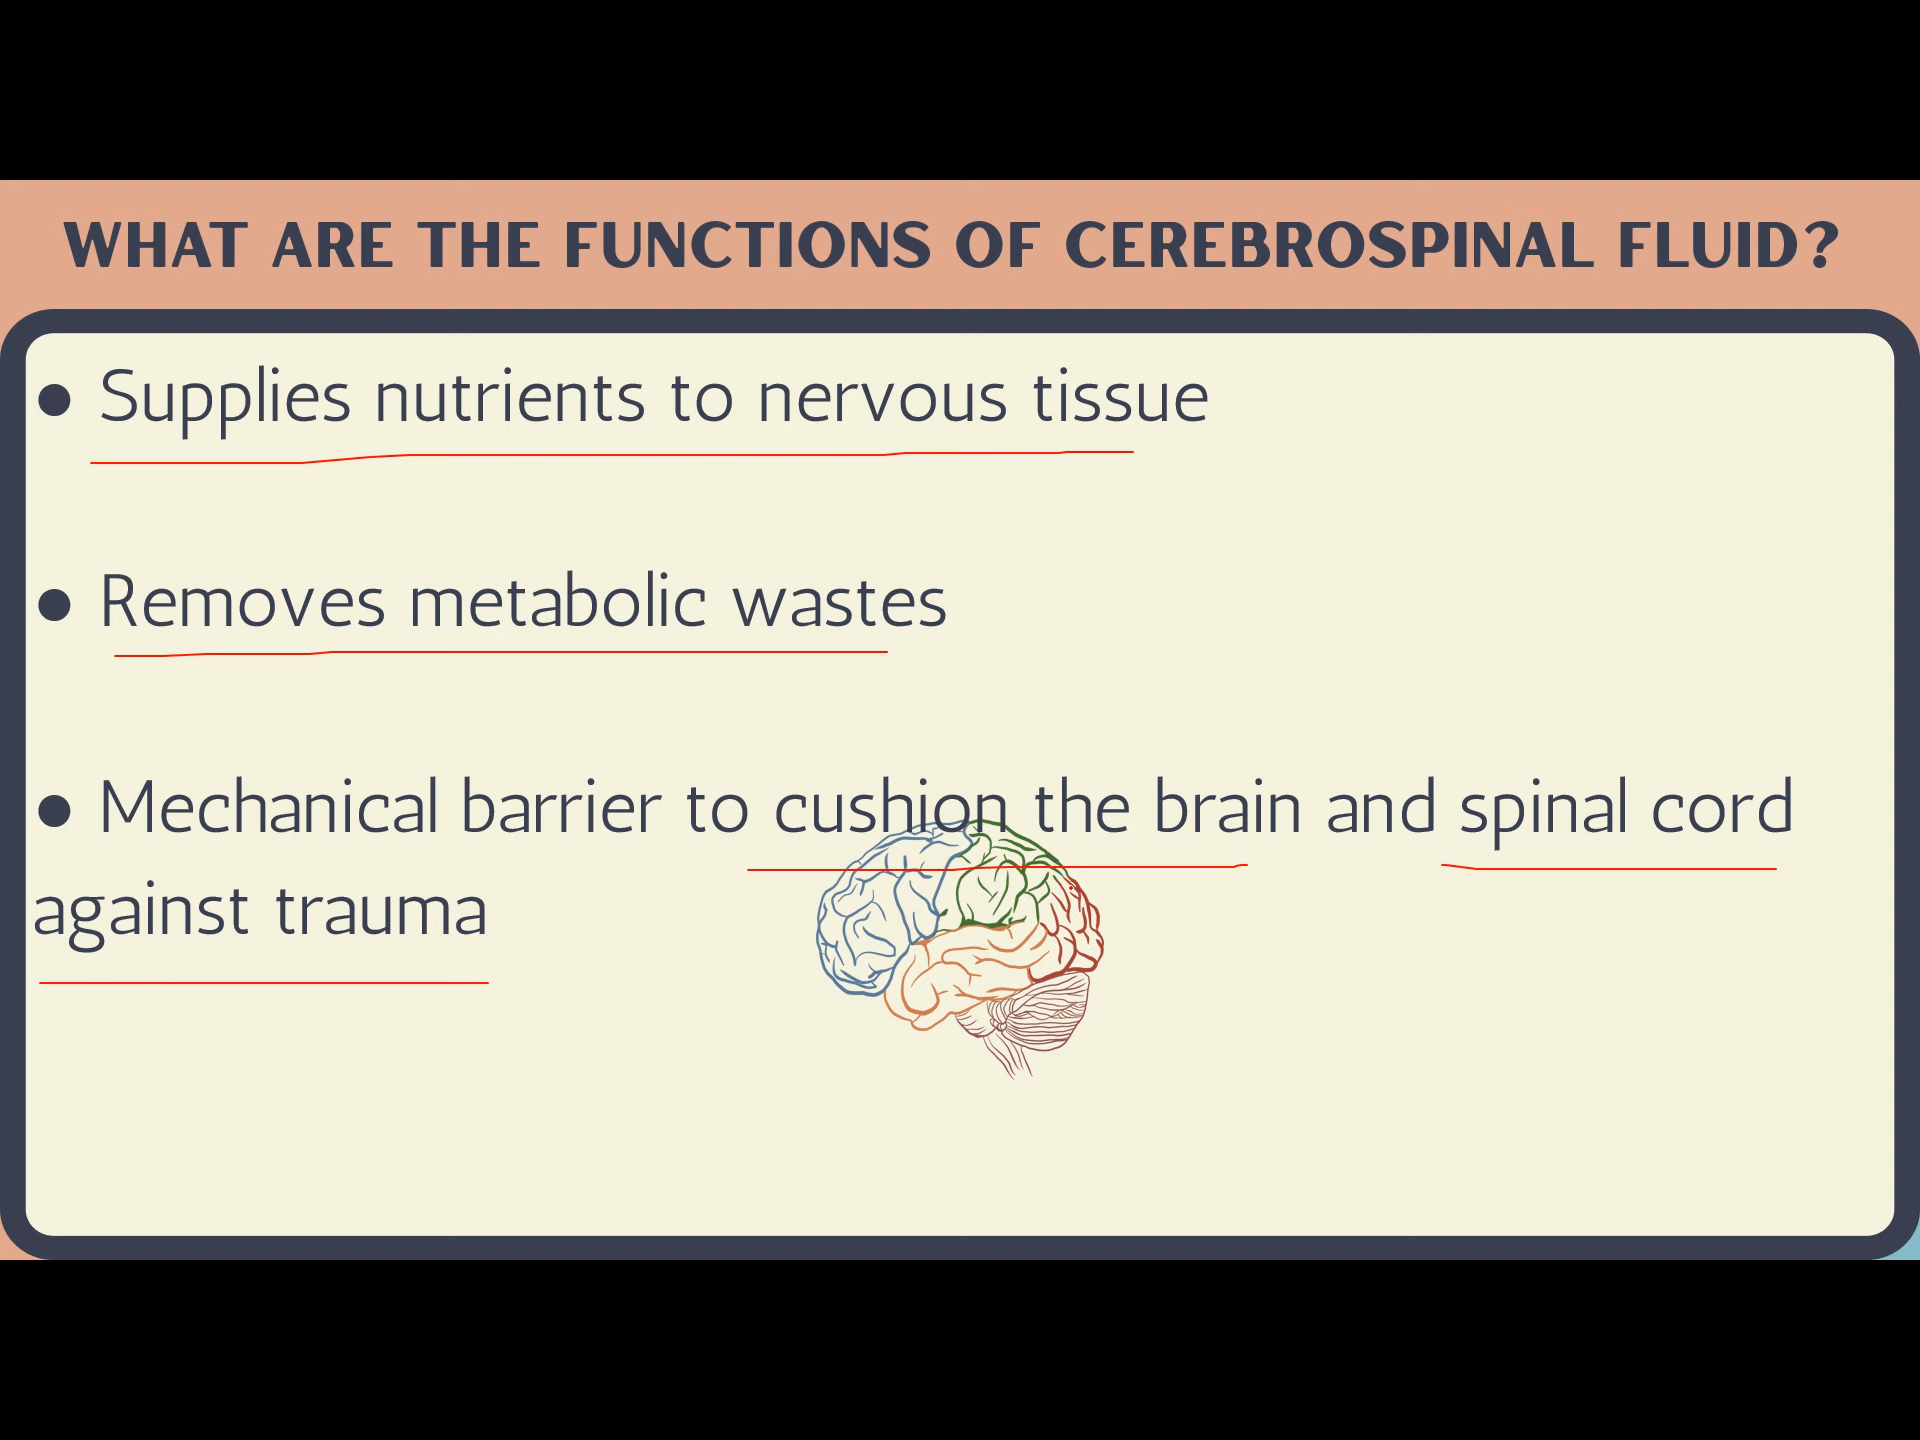 WHAT ARE THE FUNCTIONS OF CEREBROSPINAL FLUID?
● Supplies nutrients to nervous tissue
● Removes metabolic wastes
● Mechanical barrier to cushion the brain and spinal cord
against trauma